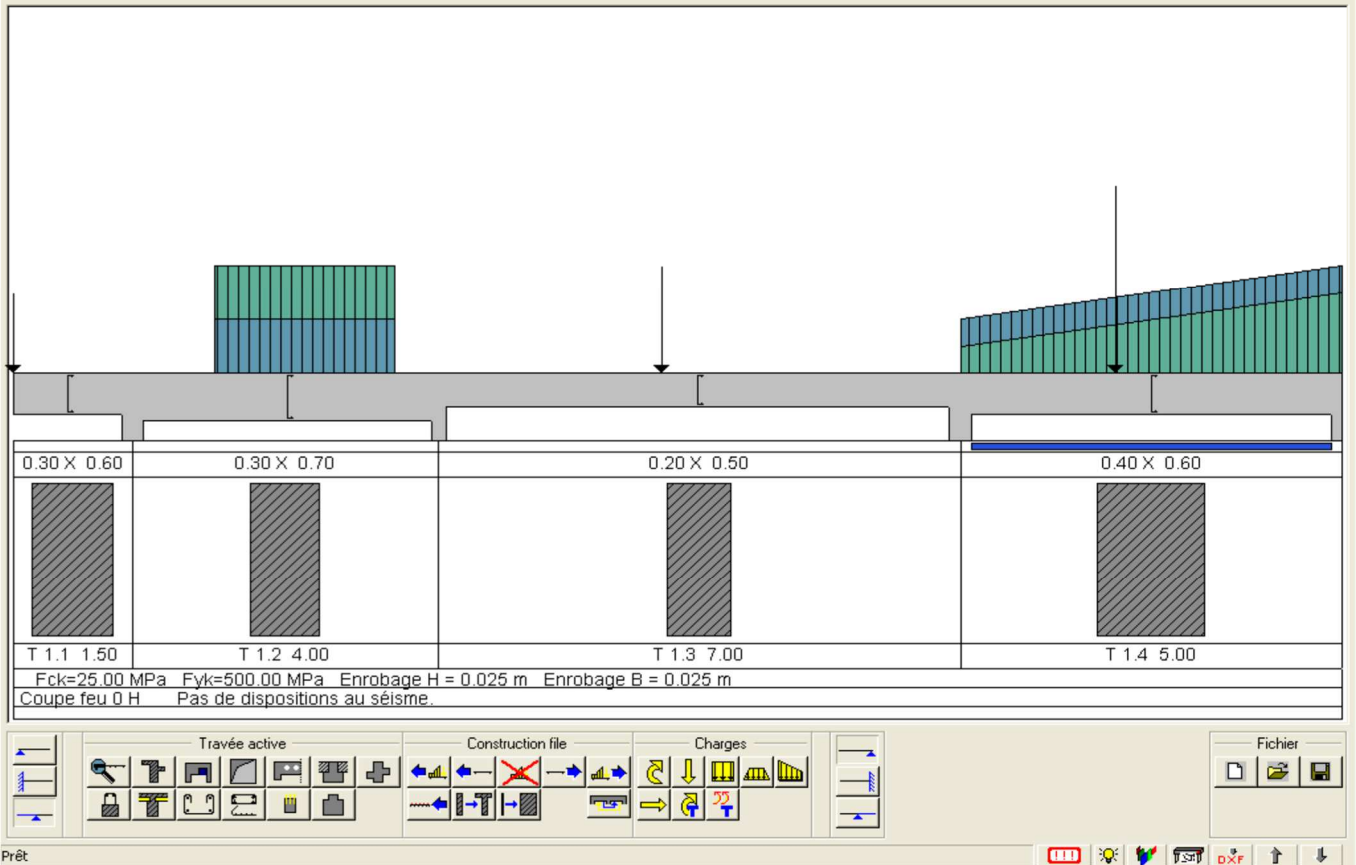 0.30 X 0.60 0.30 X 0.70 0.20 X 0.50 0.40 X 0.60
T 1.1 1.50 T 1.2 4.00 T 1.3 7.00 T 1.4 5.00
Fck=25.00 MPa Fyk=500.00 MPa Enrobage H = 0.025 m Enrobage B = 0.025 m
Coupe feu 0 H Pas de dispositions au séisme.
Travée active Construction file Charges Fichier
Prêt DXF